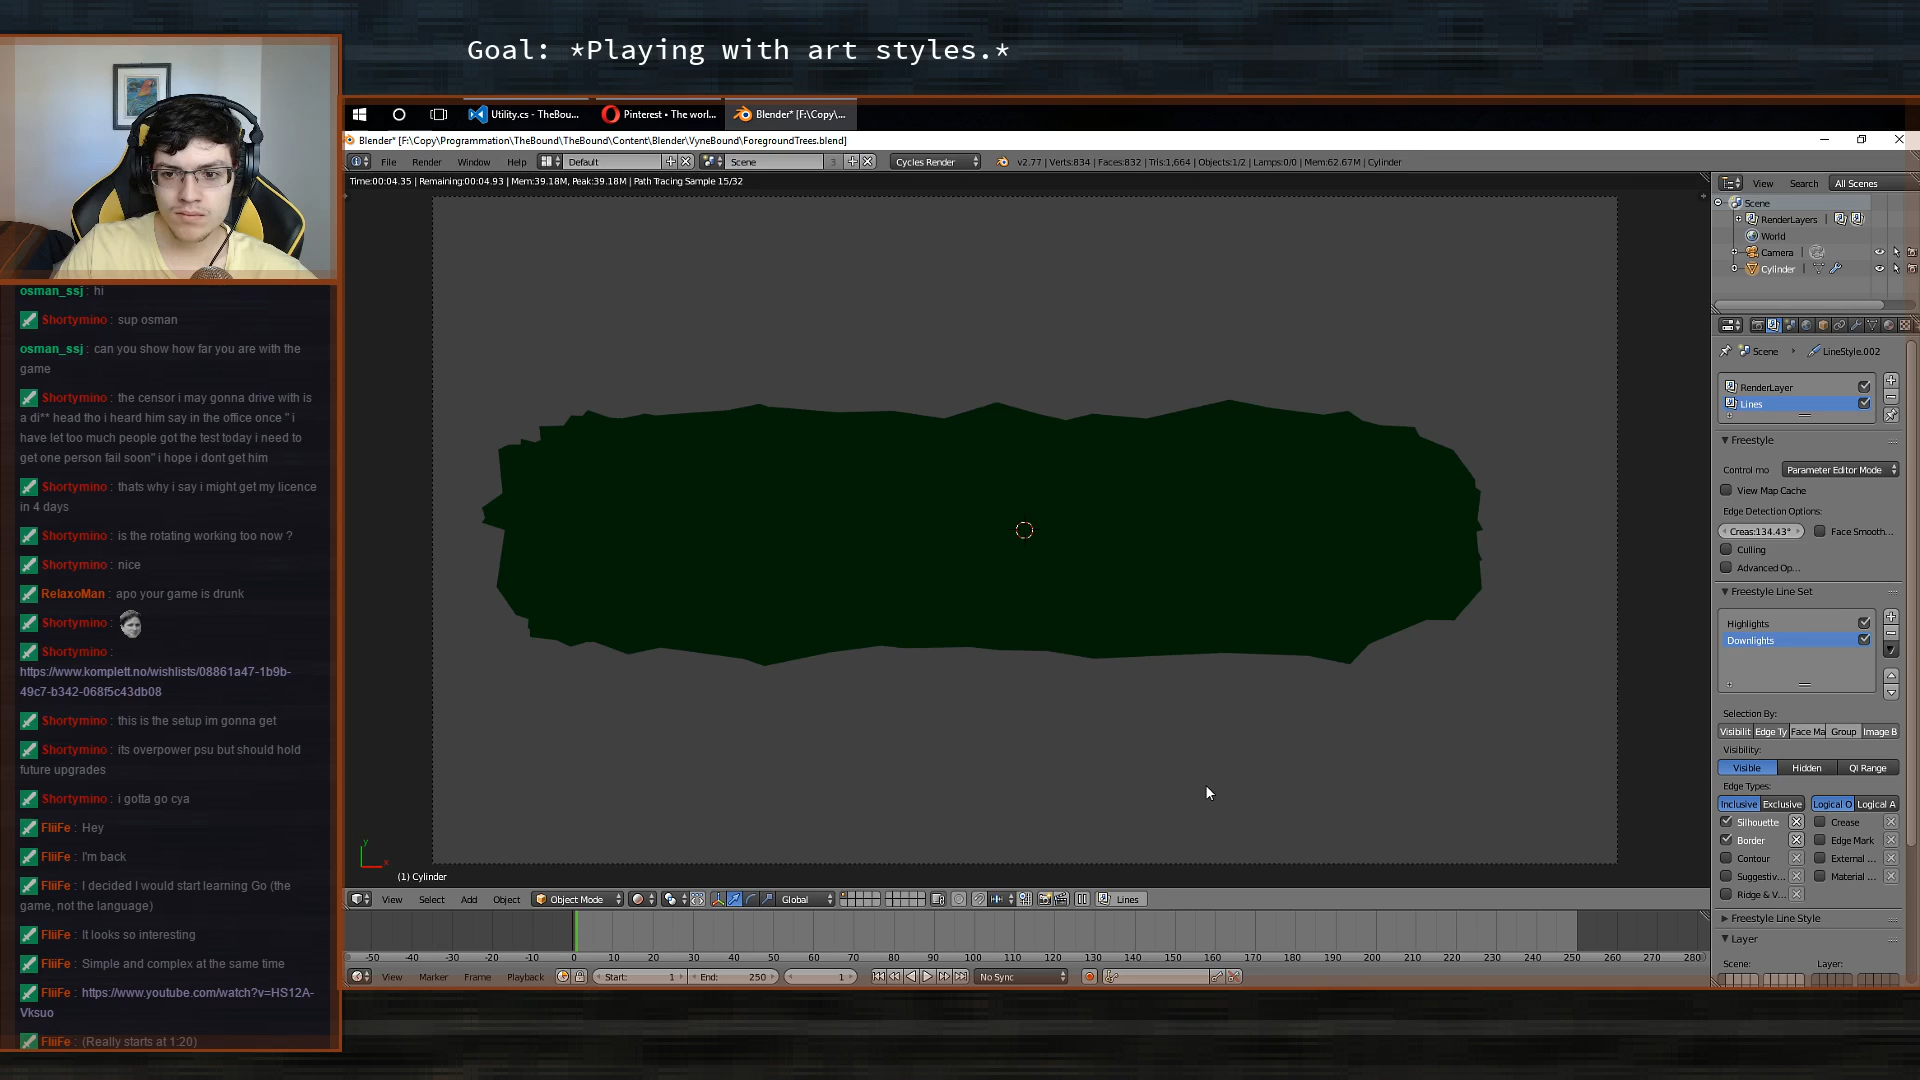 Goal: *Playing with art styles.*
osman_ssj : hi
Shortymino : sup osman
osman_ssj : can you show how far you are with the
game
Shortymino : the censor i may gonna drive with is
a di** head tho i heard him say in the office once " i
have let too much people got the test today i need to
get one person fail soon" i hope i dont get him
Shortymino : thats why i say i might get my licence
in 4 days
Shortymino : is the rotating working too now ?
Shortymino : nice
RelaxoMan : apo your game is drunk
Shortymino :
Shortymino :
https://www.komplett.no/wishlists/08861a47-1b9b-
49c7-b342-068f5c43db08
Shortymino : this is the setup im gonna get
Shortymino : its overpower psu but should hold
future upgrades
Shortymino : i gotta go cya
FliiFe : Hey
FliiFe : I'm back
FliiFe : I decided I would start learning Go (the
game, not the language)
FliiFe : It looks so interesting
FliiFe : Simple and complex at the same time
FliiFe : https://www.youtube.com/watch?v=HS12A-
Vksuo
FliiFe : (Really starts at 1:20)
Utility.cs - TheBou... Pinterest • The worl... Blender* [F:\Copy\...
Blender* [F:\Copy\Programmation\TheBound\TheBound\Content\Blender\VyneBound\ForegroundTrees.blend]
File Render Window Help Default Scene 3 Cycles Render v2.77 | Verts:834 | Faces:832 | Tris:1,664 | Objects:1/2 | Lamps:0/0 | Mem:62.67M | Cylinder
Time:00:04.35 | Remaining:00:04.93 | Mem:39.18M, Peak:39.18M | Path Tracing Sample 15/32
y
x
(1) Cylinder
View Select Add Object Object Mode Global Lines
-50 -40 -30 -20 -10 0 10 20 30 40 50 60 70 80 90 100 110 120 130 140 150 160 170 180 190 200 210 220 230 240 250 260 270 280
View Marker Frame Playback Start: 1 End: 250 1 No Sync
View Search All Scenes
Scene
RenderLayers
World
Camera
Cylinder
Scene LineStyle.002
RenderLayer
Lines
Freestyle
Control mo Parameter Editor Mode
View Map Cache
Edge Detection Options:
Creas:134.43° Face Smooth...
Culling
Advanced Op...
Freestyle Line Set
Highlights
Downlights
Selection By:
Visibilit Edge Ty Face Ma Group Image B
Visibility:
Visible Hidden QI Range
Edge Types:
Inclusive Exclusive Logical O Logical A
Silhouette Crease
Border Edge Mark
Contour External ...
Suggestiv... Material ...
Ridge & V...
Freestyle Line Style
Layer
Scene: Layer: